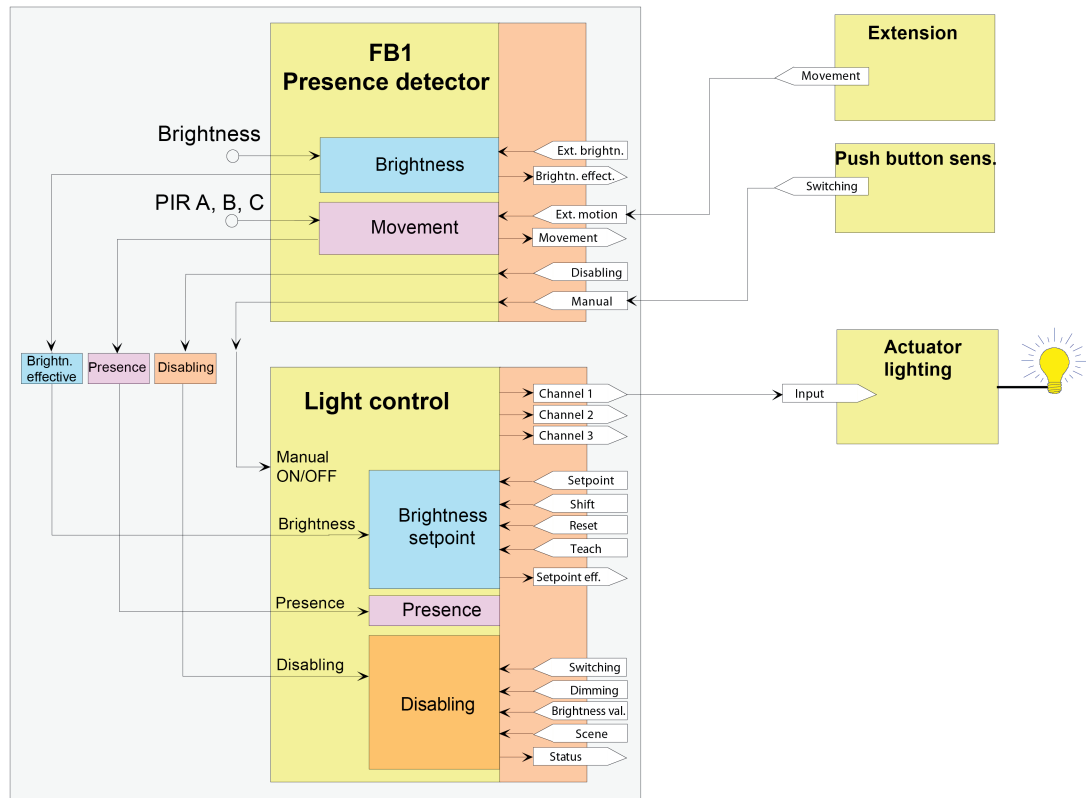 FB1
Presence detector
Brightness
Brightness
Ext. brightn.
Brightn. effect.
PIR A, B, C
Movement
Ext. motion
Movement
Disabling
Manual
Extension
Movement
Push button sens.
Switching
Brightn.
effective
Presence
Disabling
Light control
Channel 1
Channel 2
Channel 3
Input
Actuator
lighting
Manual
ON/OFF
Brightness
Brightness
setpoint
Setpoint
Shift
Reset
Teach
Setpoint eff.
Presence
Presence
Disabling
Disabling
Switching
Dimming
Brightness val.
Scene
Status